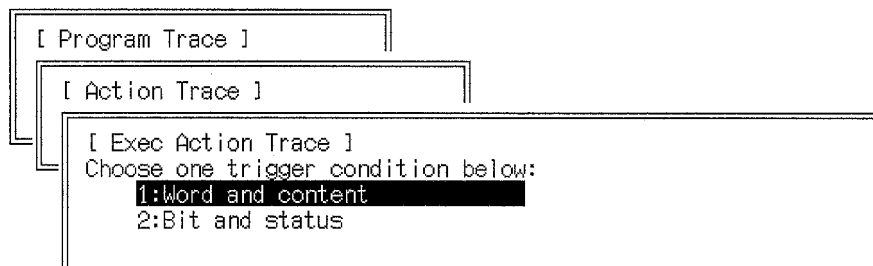 [ Program Trace ]
[ Action Trace ]
[ Exec Action Trace ]
Choose one trigger condition below:
1:Word and content
2:Bit and status